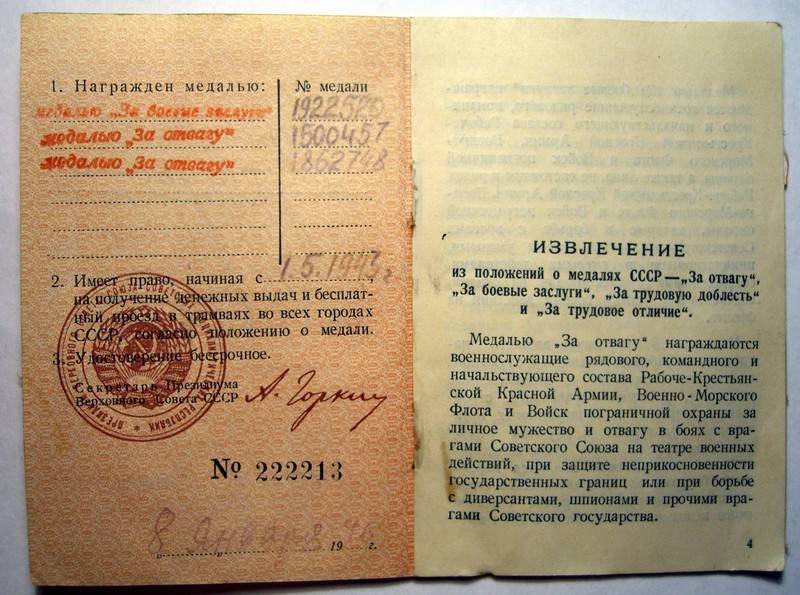 1. Награжден медалью: № медали
медалью „За боевые заслуги" 1922520
медалью „За отвагу" 1500457
медалью „За отвагу" 1862748
2. Имеет право, начиная с 1.5.1943 г,
на получение денежных выдач и бесплат-
ный проезд в трамваях во всех городах
СССР, согласно положению о медали.
3. Удостоверение бессрочное.
Секретарь Президиума
Верховного Совета СССР А. Горкин
№ 222213
„8" января 19 г.
ИЗВЛЕЧЕНИЕ
из положений о медалях СССР—„За отвагу",
„За боевые заслуги", „За трудовую доблесть"
и „За трудовое отличие".
Медалью „За отвагу" награждаются
военнослужащие рядового, командного и
начальствующего состава Рабоче-Крестьян-
ской Красной Армии, Военно-Морского
Флота и Войск пограничной охраны за
личное мужество и отвагу в боях с вра-
гами Советского Союза на театре военных
действий, при защите неприкосновенности
государственных границ или при борьбе
с диверсантами, шпионами и прочими вра-
гами Советского государства.
4